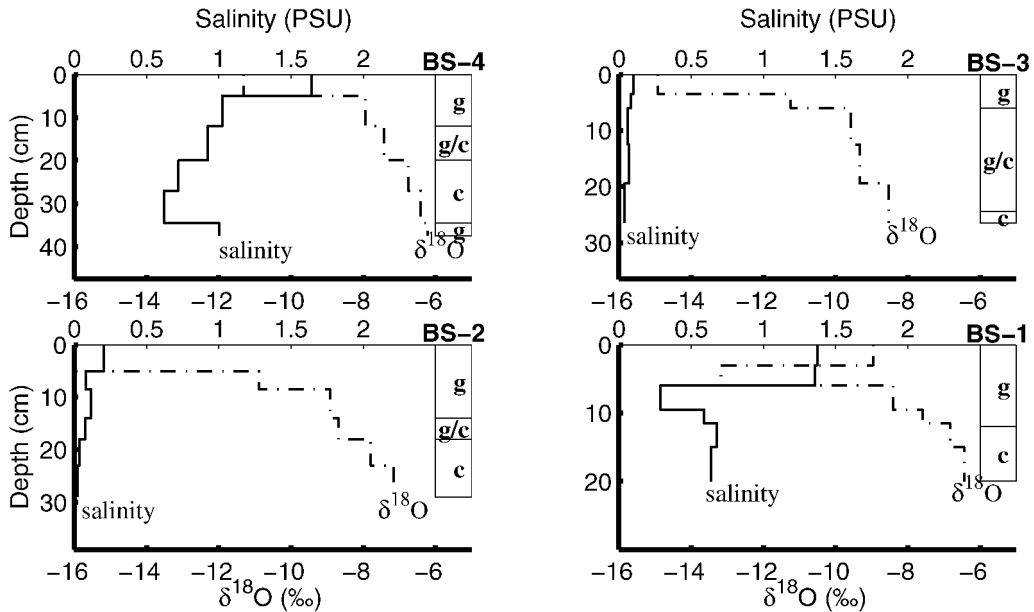 Salinity (PSU)
Salinity (PSU)
0 0.5 1 1.5 2 BS−4
0 0.5 1 1.5 2 BS−3
Depth (cm)
0
10
20
30
40
g
g/c
c
g
salinity
δ18O
−16 −14 −12 −10 −8 −6
0
10
20
30
g
g/c
c
salinity
δ18O
−16 −14 −12 −10 −8 −6
0 0.5 1 1.5 2 BS−2
0 0.5 1 1.5 2 BS−1
Depth (cm)
0
10
20
30
g
g/c
c
salinity
δ18O
−16 −14 −12 −10 −8 −6
δ18O (‰)
0
10
20
g
c
salinity
δ18O
−16 −14 −12 −10 −8 −6
δ18O (‰)